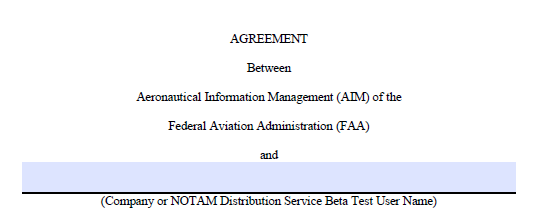 AGREEMENT
Between
Aeronautical Information Management (AIM) of the
Federal Aviation Administration (FAA)
and
(Company or NOTAM Distribution Service Beta Test User Name)